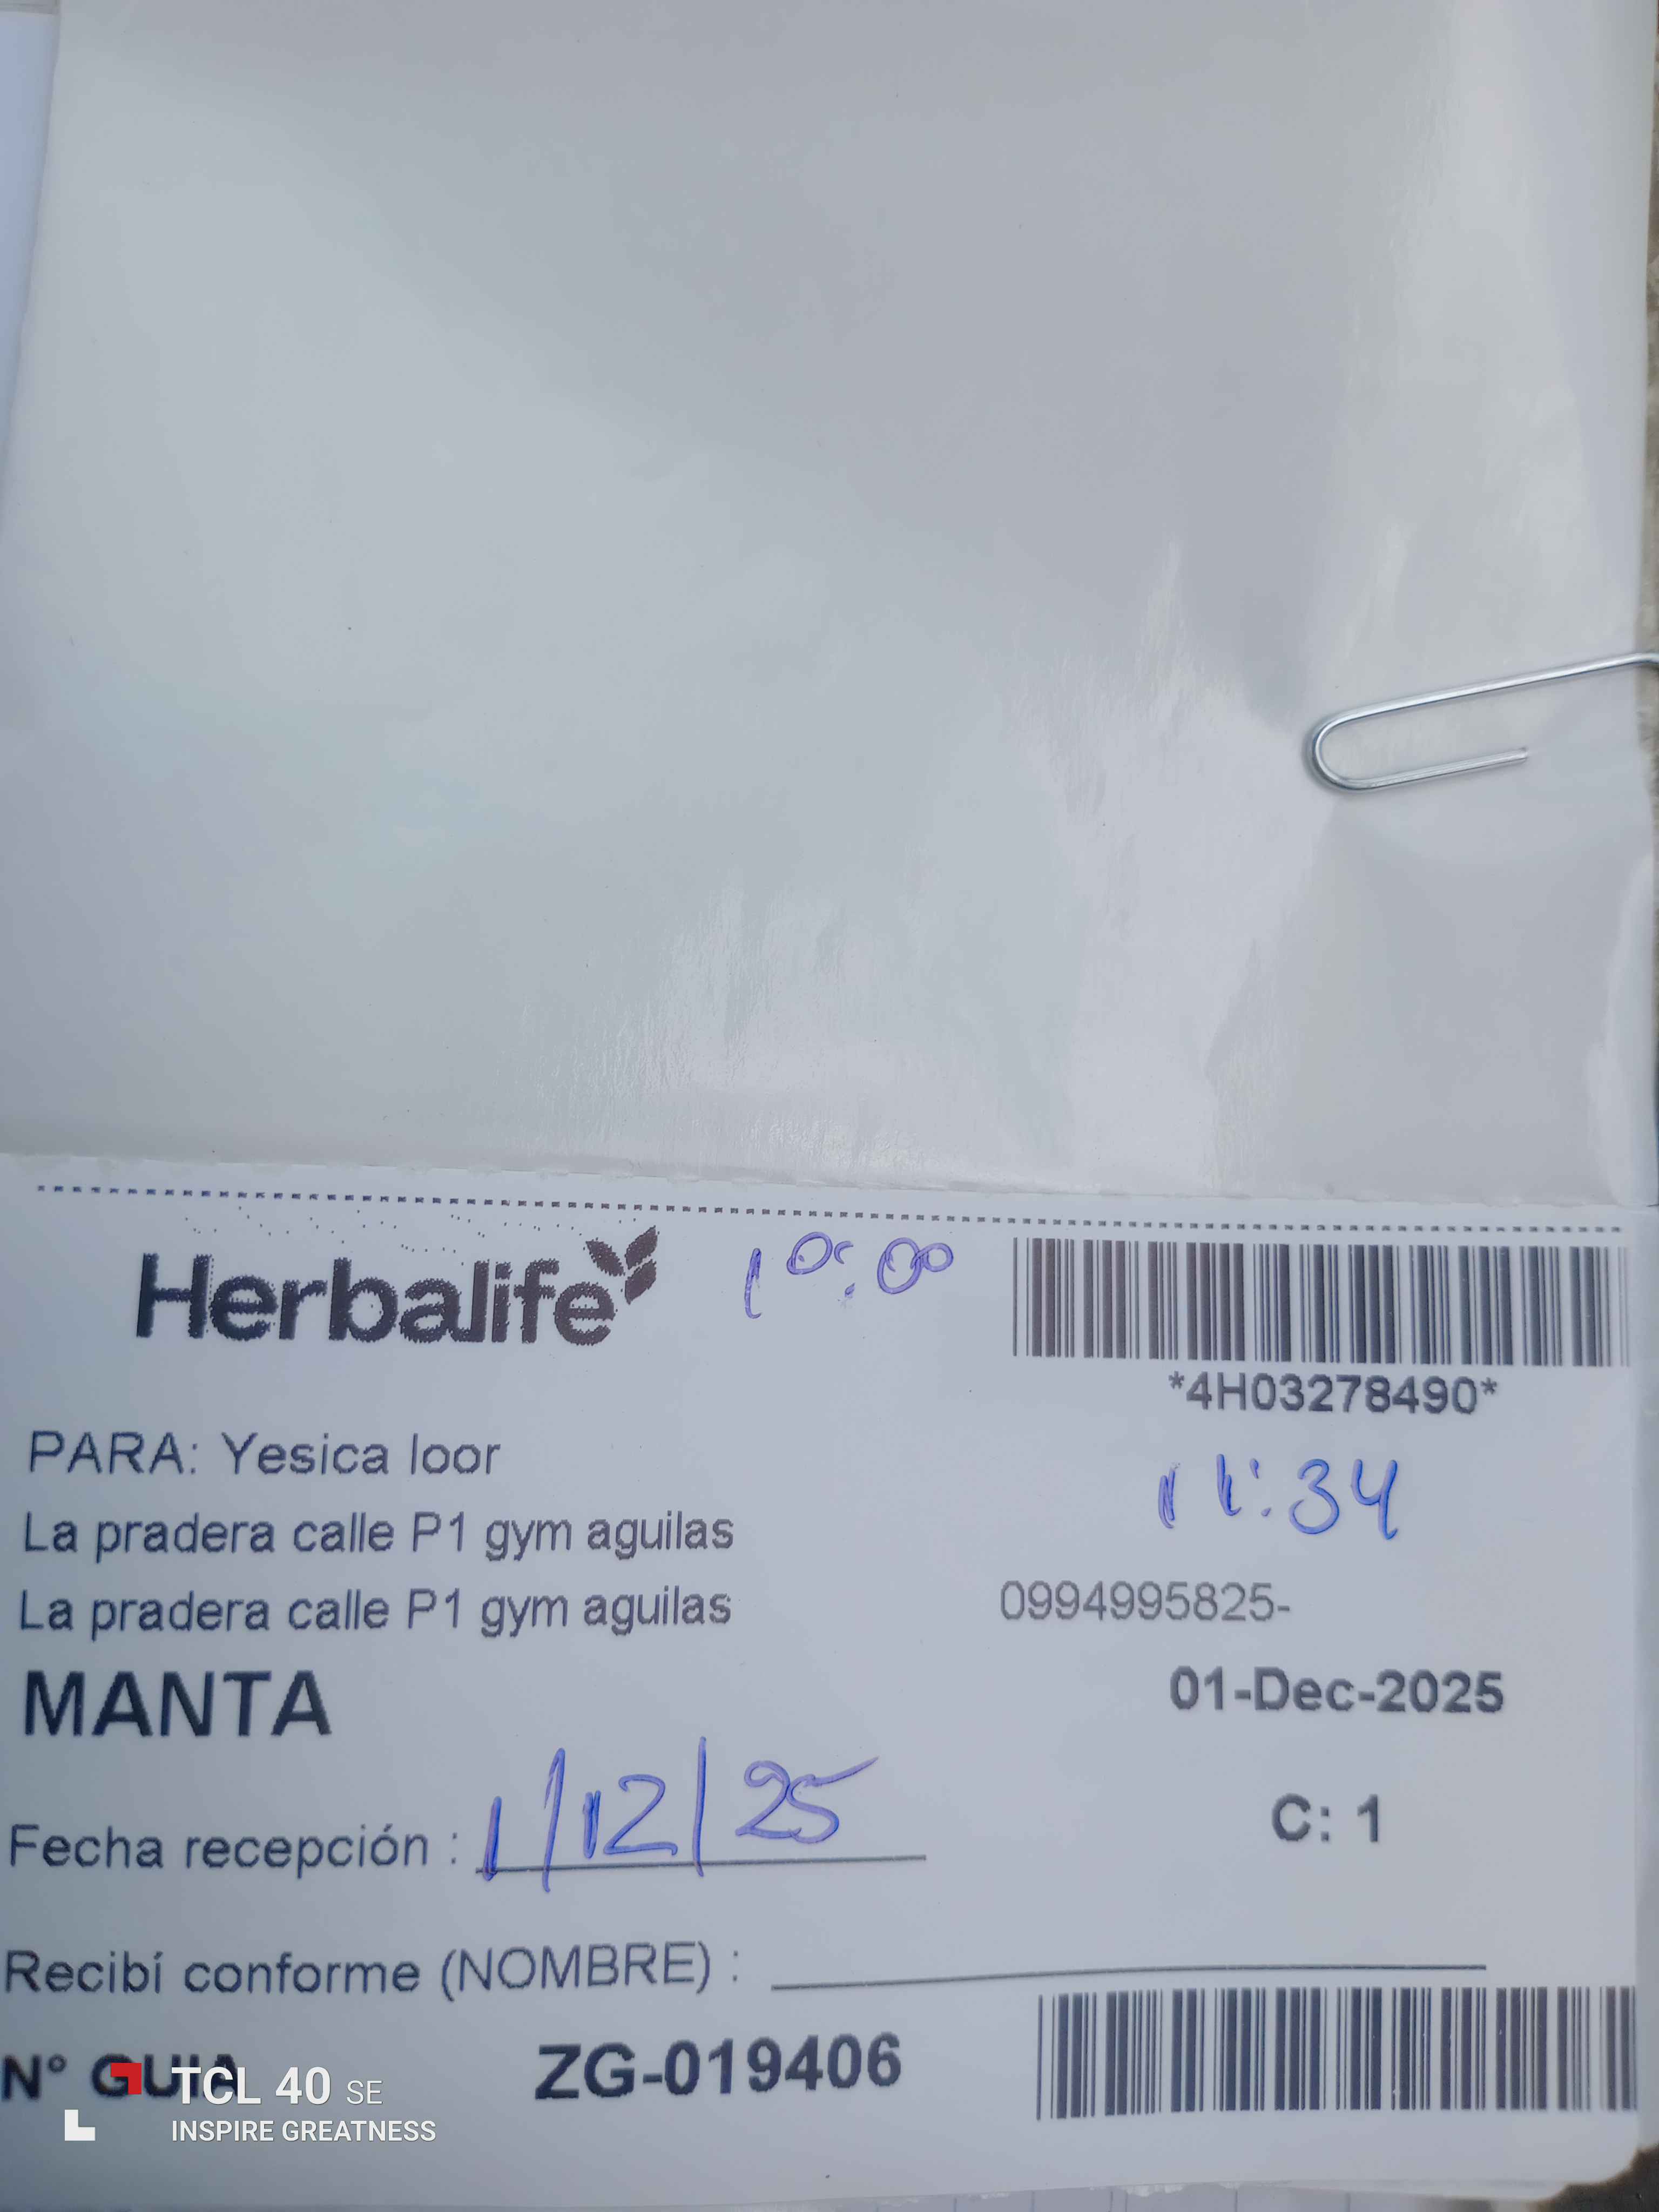 Herbalife
10:00
*4H03278490*
PARA: Yesica loor
11:34
La pradera calle P1 gym aguilas
La pradera calle P1 gym aguilas
0994995825-
MANTA
01-Dec-2025
Fecha recepción : 1/12/25
C: 1
Recibí conforme (NOMBRE) :
N° GUIA ZG-019406
TCL 40 SE
INSPIRE GREATNESS